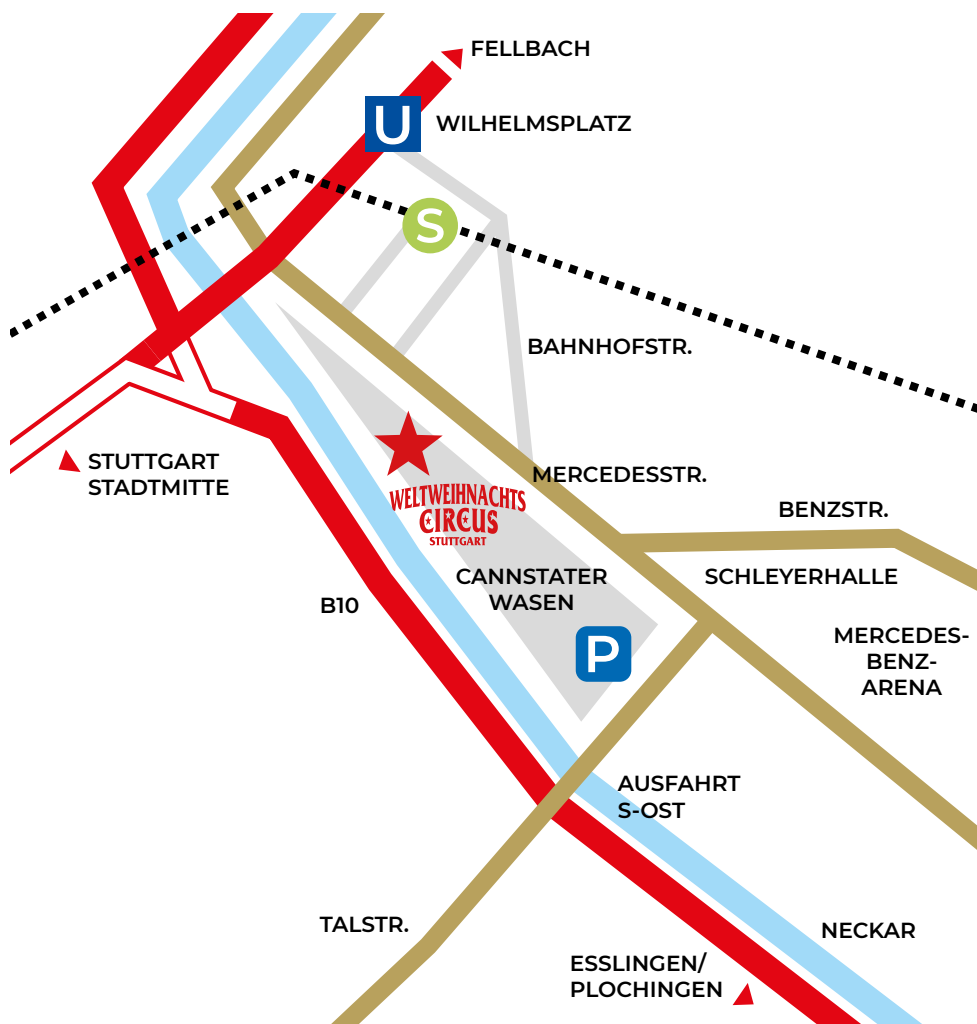 FELLBACH
U
WILHELMSPLATZ
S
BAHNHOFSTR.
STUTTGART
STADTMITTE
MERCEDESSTR.
WELTWEIHNACHTS
CIRCUS
STUTTGART
BENZSTR.
CANNSTATER
WASEN
SCHLEYERHALLE
B10
P
MERCEDES-
BENZ-
ARENA
AUSFAHRT
S-OST
TALSTR.
NECKAR
ESSLINGEN/
PLOCHINGEN